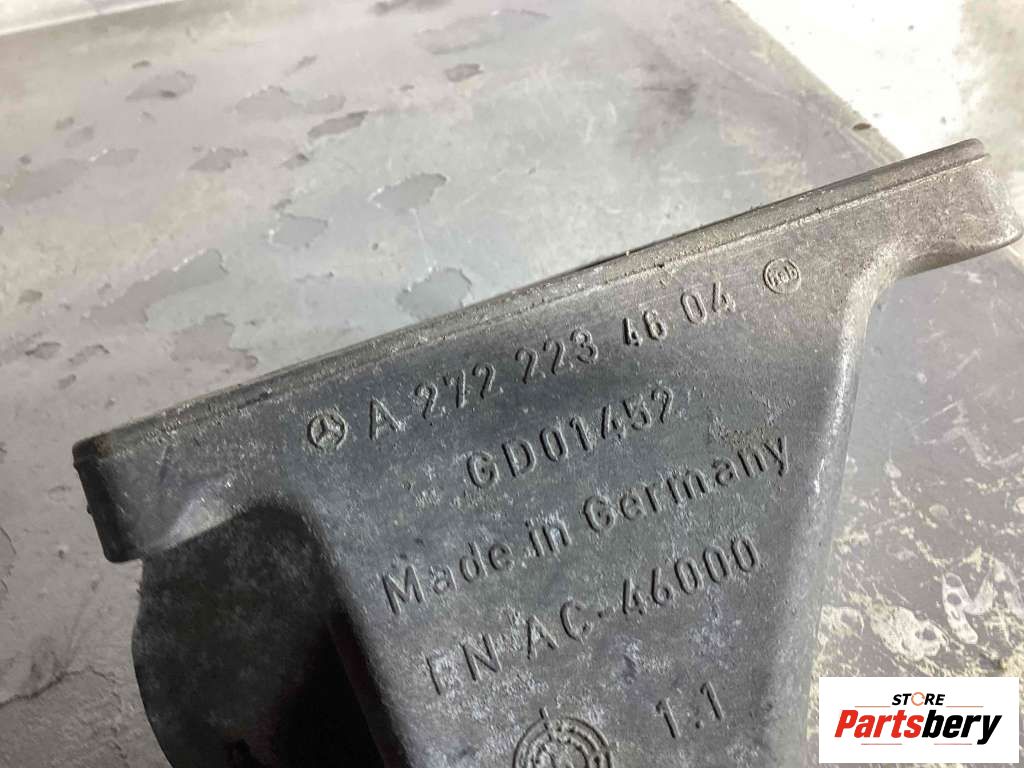 A 272 223 46 04
GD01452
Made in Germany
EN AC-46000
1.1
STORE
Partsbery